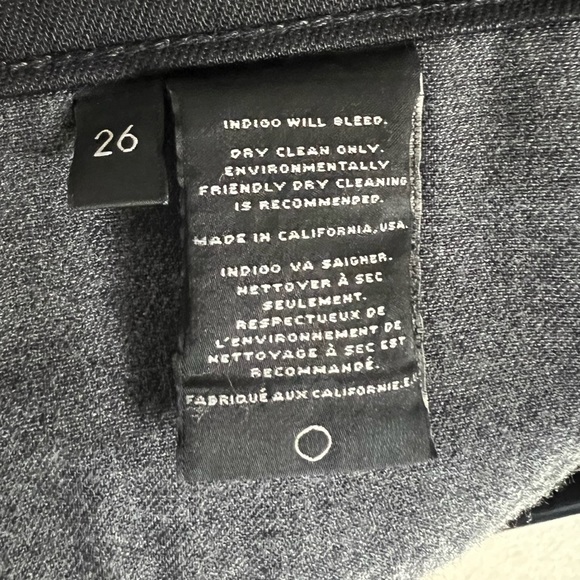 26
INDIGO WILL BLEED.
DRY CLEAN ONLY.
ENVIRONMENTALLY
FRIENDLY DRY CLEANING
IS RECOMMENDED.
MADE IN CALIFORNIA, USA.
INDIGO VA SAIGNER.
NETTOYER À SEC
SEULEMENT.
RESPECTUEUX DE
L'ENVIRONNEMENT DE
NETTOYAGE À SEC EST
RECOMMANDÉ.
FABRIQUÉ AUX CALIFORNIE.E.